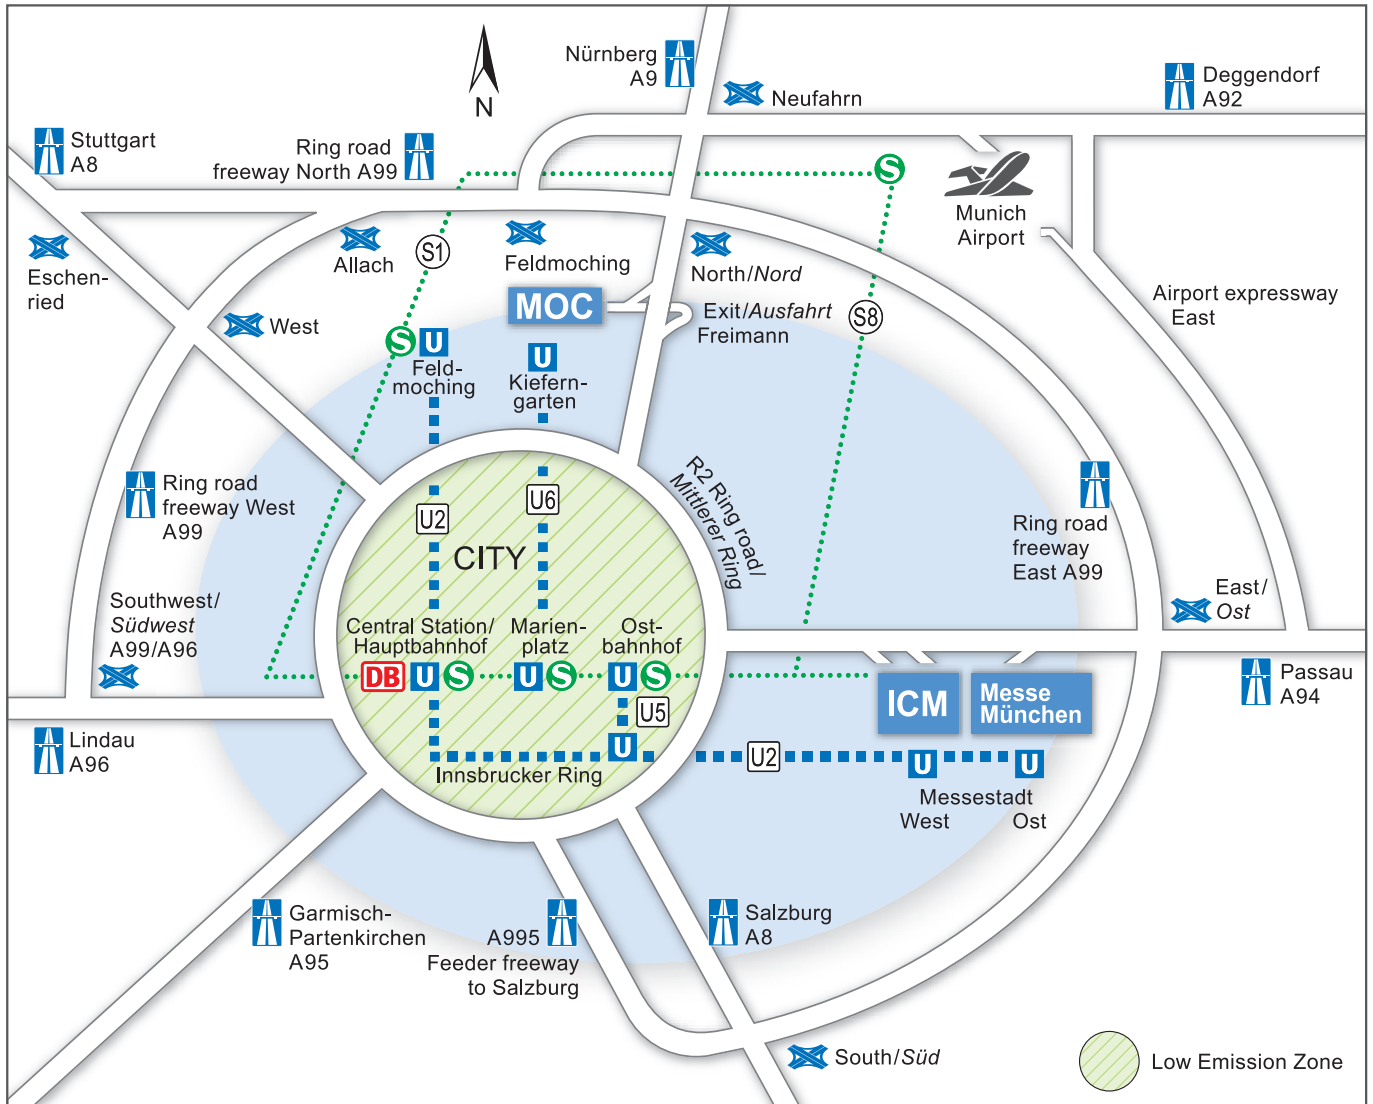 Nürnberg
A9
Neufahrn
Deggendorf
A92
N
Stuttgart
A8
Ring road
freeway North A99
S
Munich
Airport
Eschen-
ried
Allach
S1
Feldmoching
North/Nord
Airport expressway
East
MOC
Exit/Ausfahrt
Freimann
S8
West
S U
Feld-
moching
U
Kiefern-
garten
R2 Ring road/
Mittlerer Ring
Ring road
freeway West
A99
U2
U6
CITY
Ring road
freeway
East A99
Southwest/
Südwest
A99/A96
East/
Ost
Central Station/
Hauptbahnhof
DB U S
Marien-
platz
U S
Ost-
bahnhof
U S
U5
ICM
Messe
München
Passau
A94
Lindau
A96
U
Innsbrucker Ring
U2
U
U
Messestadt
West
Ost
Garmisch-
Partenkirchen
A95
A995
Feeder freeway
to Salzburg
Salzburg
A8
South/Süd
Low Emission Zone